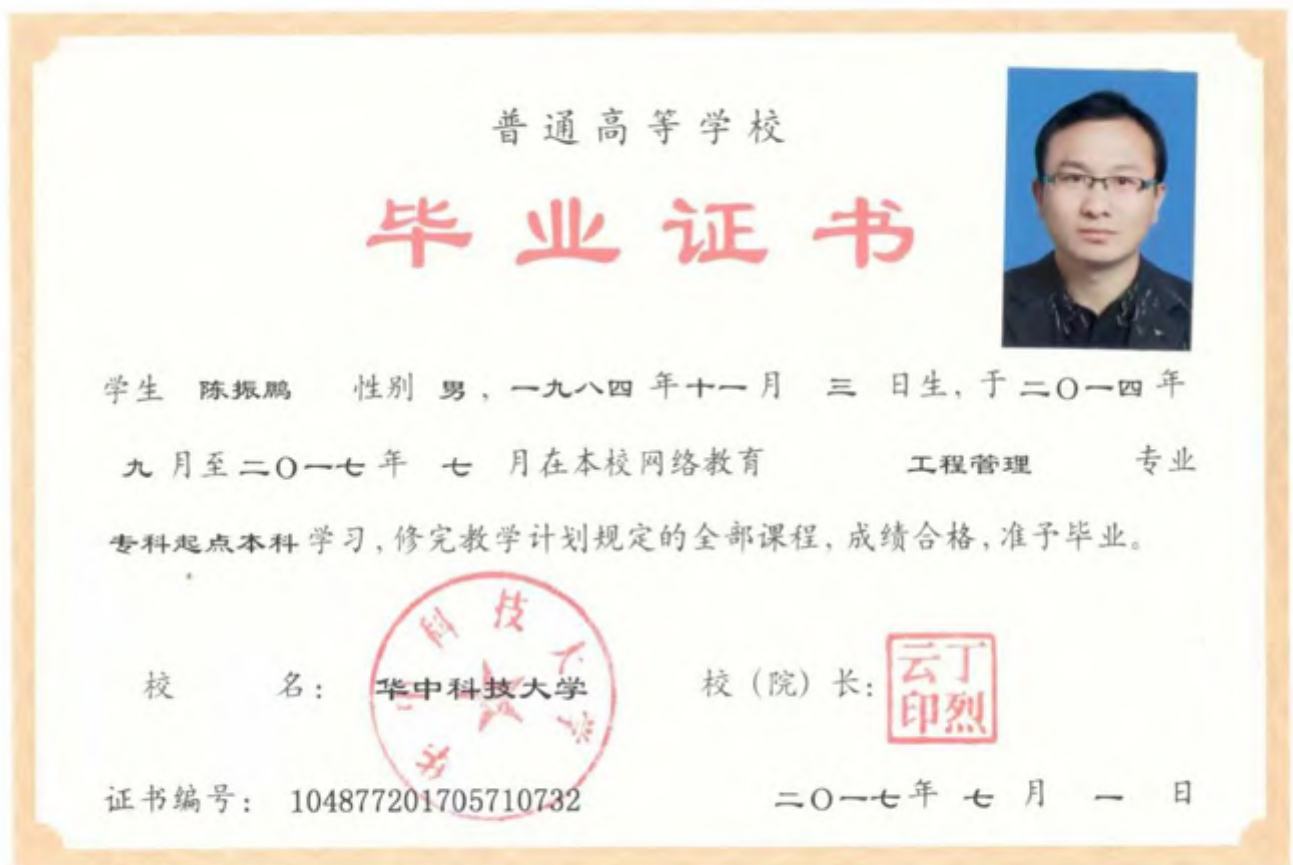 普通高等学校
毕业证书
学生 陈振鹏 性别 男，一九八四 年 十一 月 三 日生，于 二〇一四 年
九 月至 二〇一七 年 七 月在本校网络教育 工程管理 专业
专科起点本科 学习，修完教学计划规定的全部课程，成绩合格，准予毕业。
华中科技大学
校 名： 华中科技大学 校（院）长： 丁烈云印
证书编号： 104877201705710732 二〇一七 年 七 月 一 日